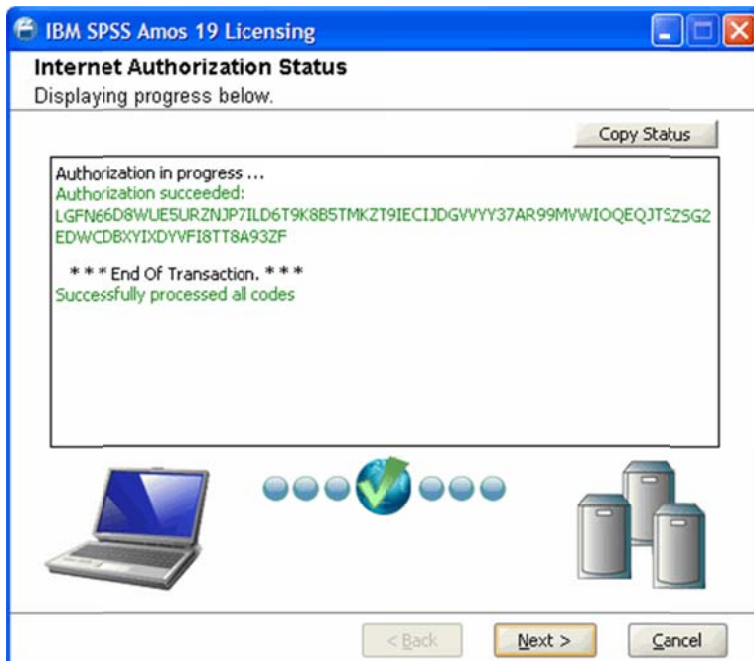 IBM SPSS Amos 19 Licensing
Internet Authorization Status
Displaying progress below.
Copy Status
Authorization in progress ...
Authorization succeeded:
LGFN66D8WUE5URZNJP7ILD6T9K8B5TMKZT9IECIJDGVVYY37AR99MVWIOQEQJTSZSG2
EDWCDBXYIXDYVFI8TT8A93ZF
* * * End Of Transaction. * * *
Successfully processed all codes
< Back
Next >
Cancel